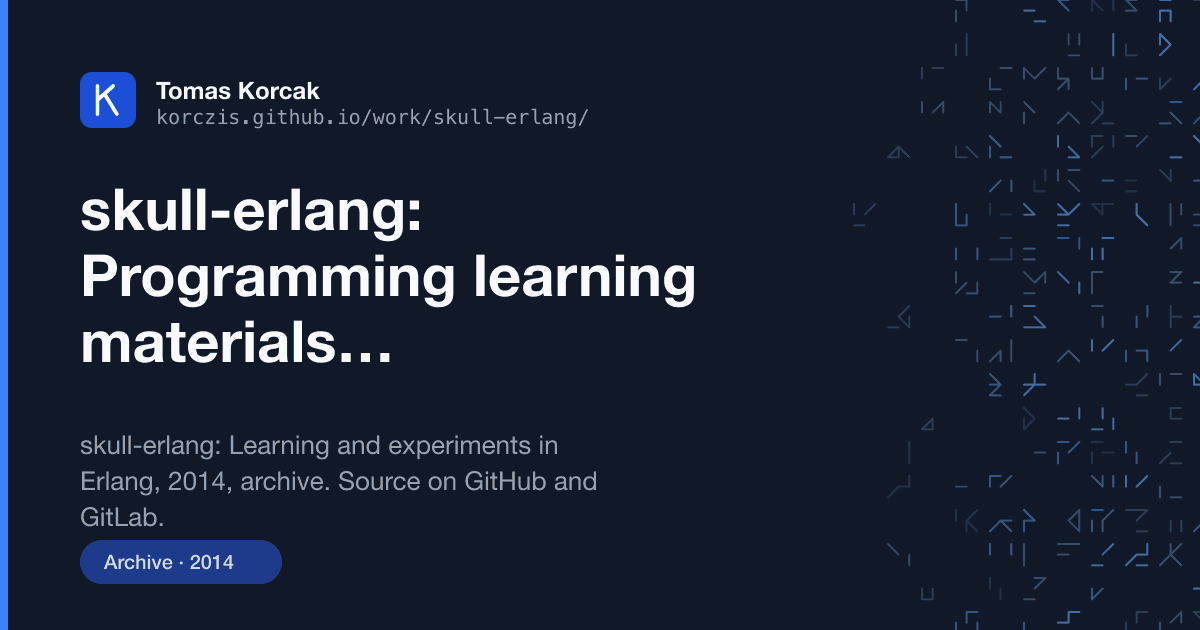 K
Tomas Korcak
korczis.github.io/work/skull-erlang/
skull-erlang:
Programming learning
materials…
skull-erlang: Learning and experiments in
Erlang, 2014, archive. Source on GitHub and
GitLab.
Archive · 2014